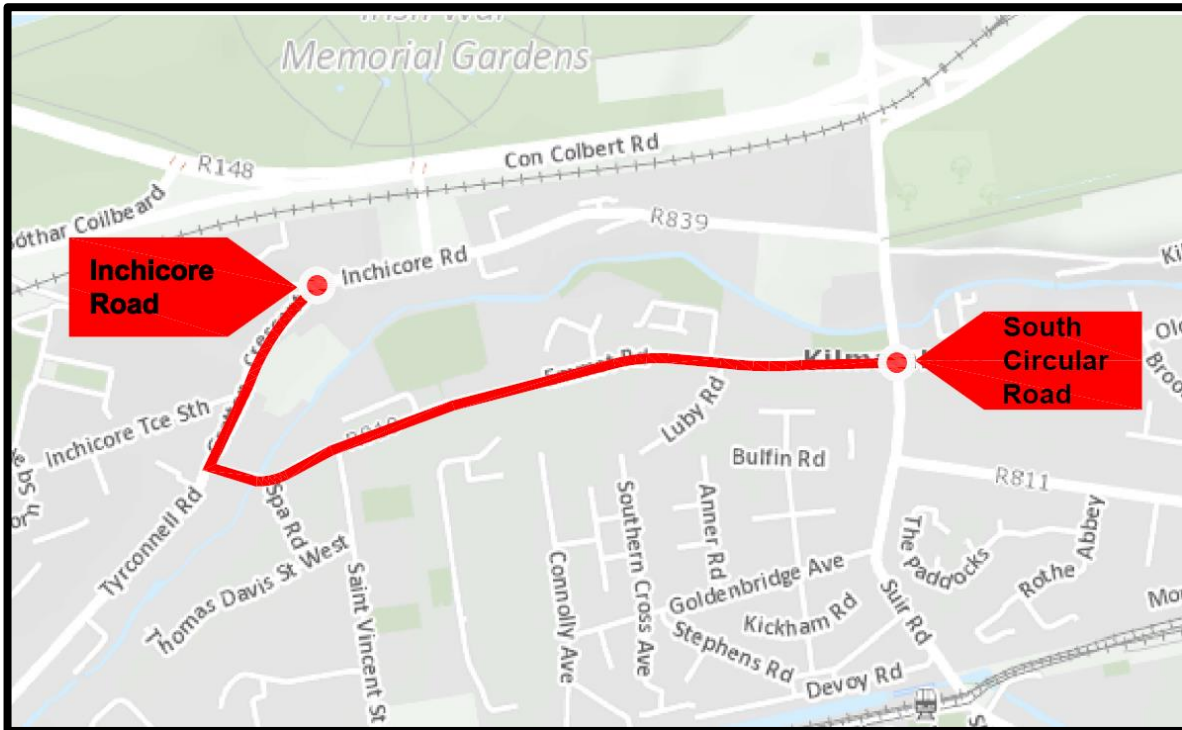 Memorial Gardens
R148
Con Colbert Rd
Coilbeard
R839
Inchicore
Road
Inchicore Rd
South
Circular
Road
Inchicore Tce Sth
Luby Rd
Bulfin Rd
R811
Tyrconnell Rd
Spa Rd
Thomas Davis St West
Saint Vincent St
Connolly Ave
Southern Cross Ave
Anner Rd
Goldenbridge Ave
Stephens Rd
Kickham Rd
Devoy Rd
Suir Rd
The Paddocks
Rothe Abbey